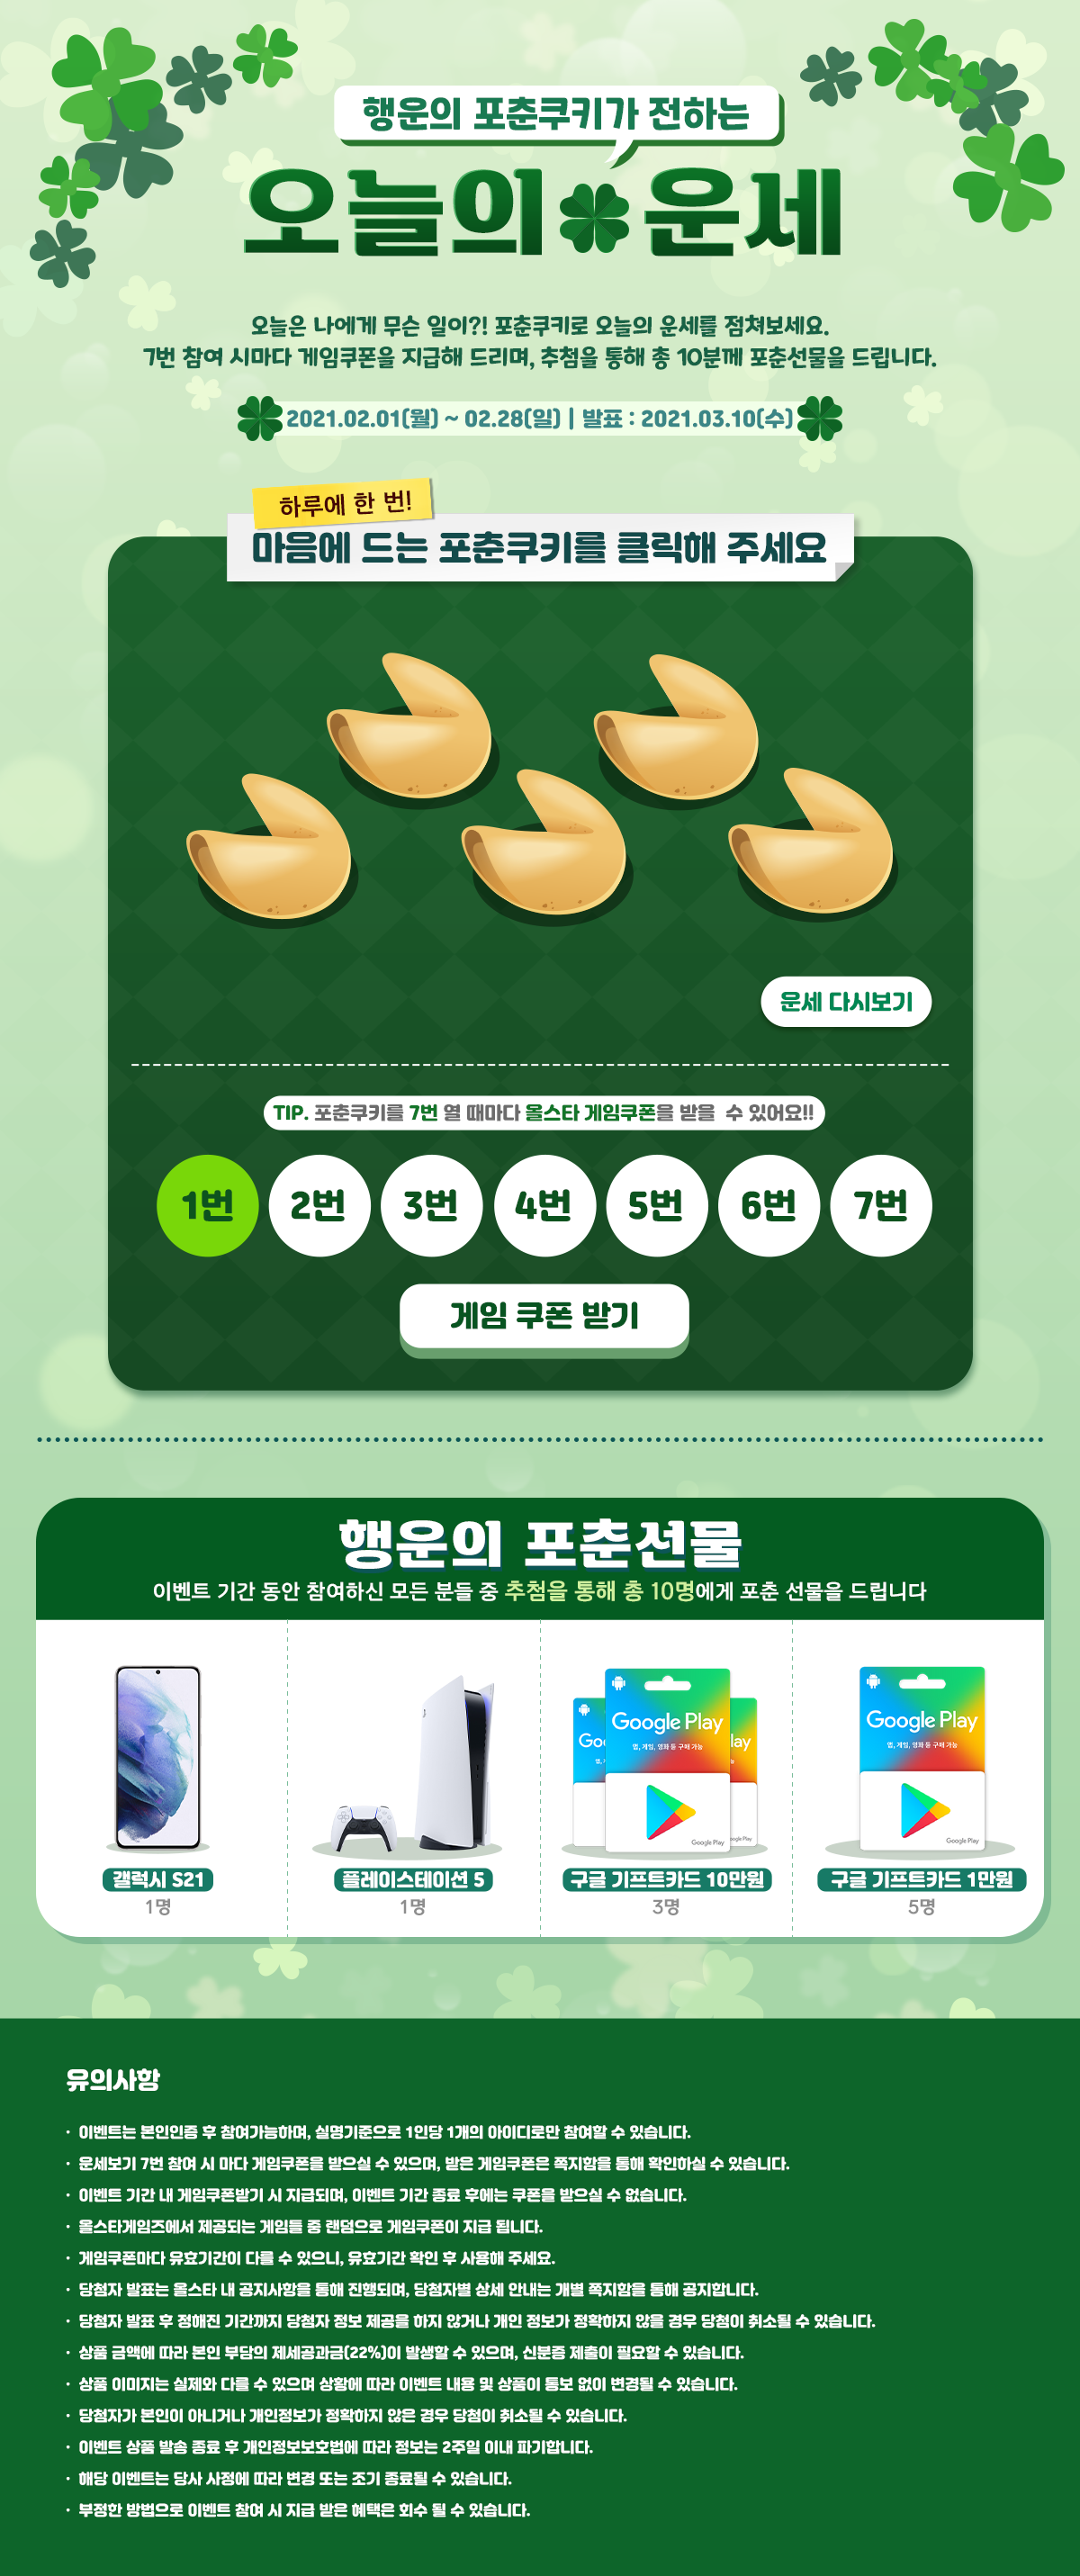 행운의 포춘쿠키가 전하는
오늘의 운세
오늘은 나에게 무슨 일이?! 포춘쿠키로 오늘의 운세를 점쳐보세요.
7번 참여 시마다 게임쿠폰을 지급해 드리며, 추첨을 통해 총 10분께 포춘선물을 드립니다.
2021.02.01(월) ~ 02.28(일) | 발표 : 2021.03.10(수)
하루에 한 번!
마음에 드는 포춘쿠키를 클릭해 주세요
운세 다시보기
TIP. 포춘쿠키를 7번 열 때마다 올스타 게임쿠폰을 받을 수 있어요!!
1번 2번 3번 4번 5번 6번 7번
게임 쿠폰 받기
행운의 포춘선물
이벤트 기간 동안 참여하신 모든 분들 중 추첨을 통해 총 10명에게 포춘 선물을 드립니다
Goo Google Play lay Google Play
앱, 게임, 영화 등 구매 가능 앱, 게임, 영화 등 구매 가능
Google Play oogle Play Google Play
갤럭시 S21 플레이스테이션 5 구글 기프트카드 10만원 구글 기프트카드 1만원
1명 1명 3명 5명
유의사항
· 이벤트는 본인인증 후 참여가능하며, 실명기준으로 1인당 1개의 아이디로만 참여할 수 있습니다.
· 운세보기 7번 참여 시 마다 게임쿠폰을 받으실 수 있으며, 받은 게임쿠폰은 쪽지함을 통해 확인하실 수 있습니다.
· 이벤트 기간 내 게임쿠폰받기 시 지급되며, 이벤트 기간 종료 후에는 쿠폰을 받으실 수 없습니다.
· 올스타게임즈에서 제공되는 게임들 중 랜덤으로 게임쿠폰이 지급 됩니다.
· 게임쿠폰마다 유효기간이 다를 수 있으니, 유효기간 확인 후 사용해 주세요.
· 당첨자 발표는 올스타 내 공지사항을 통해 진행되며, 당첨자별 상세 안내는 개별 쪽지함을 통해 공지합니다.
· 당첨자 발표 후 정해진 기간까지 당첨자 정보 제공을 하지 않거나 개인 정보가 정확하지 않을 경우 당첨이 취소될 수 있습니다.
· 상품 금액에 따라 본인 부담의 제세공과금(22%)이 발생할 수 있으며, 신분증 제출이 필요할 수 있습니다.
· 상품 이미지는 실제와 다를 수 있으며 상황에 따라 이벤트 내용 및 상품이 통보 없이 변경될 수 있습니다.
· 당첨자가 본인이 아니거나 개인정보가 정확하지 않은 경우 당첨이 취소될 수 있습니다.
· 이벤트 상품 발송 종료 후 개인정보보호법에 따라 정보는 2주일 이내 파기합니다.
· 해당 이벤트는 당사 사정에 따라 변경 또는 조기 종료될 수 있습니다.
· 부정한 방법으로 이벤트 참여 시 지급 받은 혜택은 회수 될 수 있습니다.